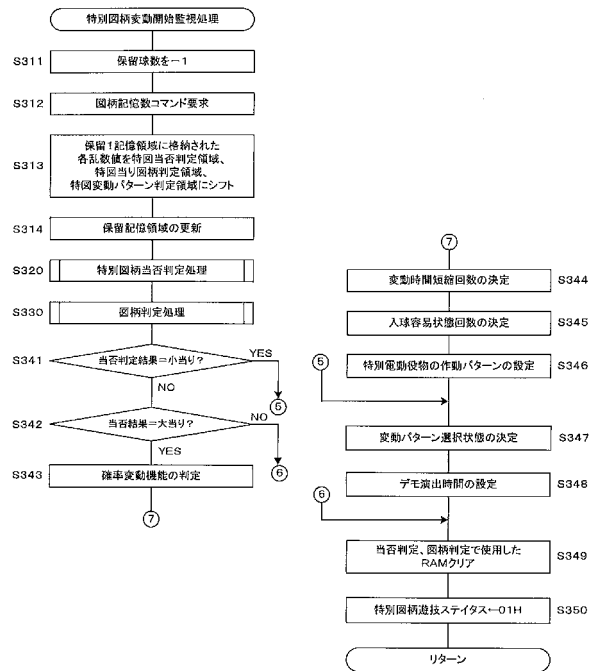 特別図柄変動開始監視処理
S311
保留球数を－1
S312
図柄記憶数コマンド要求
S313
保留1記憶領域に格納された
各乱数値を特図当否判定領域、
特図当り図柄判定領域、
特図変動パターン判定領域にシフト
S314
保留記憶領域の更新
S320
特別図柄当否判定処理
S330
図柄判定処理
S341
当否判定結果=小当り?
YES
NO
⑤
S342
当否結果=大当り?
NO
YES
⑥
S343
確率変動機能の判定
⑦
⑦
変動時間短縮回数の決定
S344
入球容易状態回数の決定
S345
特別電動役物の作動パターンの設定
S346
⑤
変動パターン選択状態の決定
S347
デモ演出時間の設定
S348
⑥
当否判定、図柄判定で使用した
RAMクリア
S349
特別図柄遊技ステイタス←01H
S350
リターン